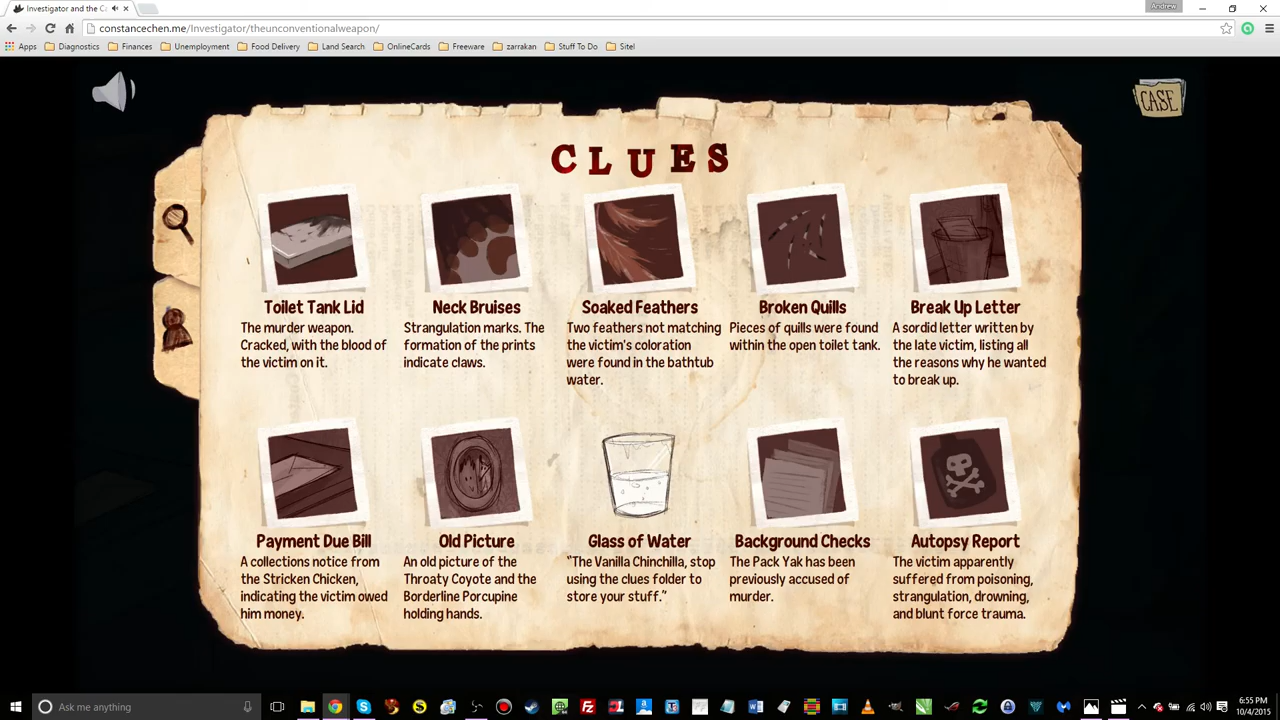 Investigator and the C
Andrew
constancechen.me/Investigator/theunconventionalweapon/
Apps Diagnostics Finances Unemployment Food Delivery Land Search OnlineCards Freeware zarrakan Stuff To Do Sitel
CASE
CLUES
Toilet Tank Lid
The murder weapon.
Cracked, with the blood of
the victim on it.
Neck Bruises
Strangulation marks. The
formation of the prints
indicate claws.
Soaked Feathers
Two feathers not matching
the victim's coloration
were found in the bathtub
water.
Broken Quills
Pieces of quills were found
within the open toilet tank.
Break Up Letter
A sordid letter written by
the late victim, listing all
the reasons why he wanted
to break up.
Payment Due Bill
A collections notice from
the Stricken Chicken,
indicating the victim owed
him money.
Old Picture
An old picture of the
Throaty Coyote and the
Borderline Porcupine
holding hands.
Glass of Water
"The Vanilla Chinchilla, stop
using the clues folder to
store your stuff."
Background Checks
The Pack Yak has been
previously accused of
murder.
Autopsy Report
The victim apparently
suffered from poisoning,
strangulation, drowning,
and blunt force trauma.
Ask me anything
6:55 PM
10/4/2015